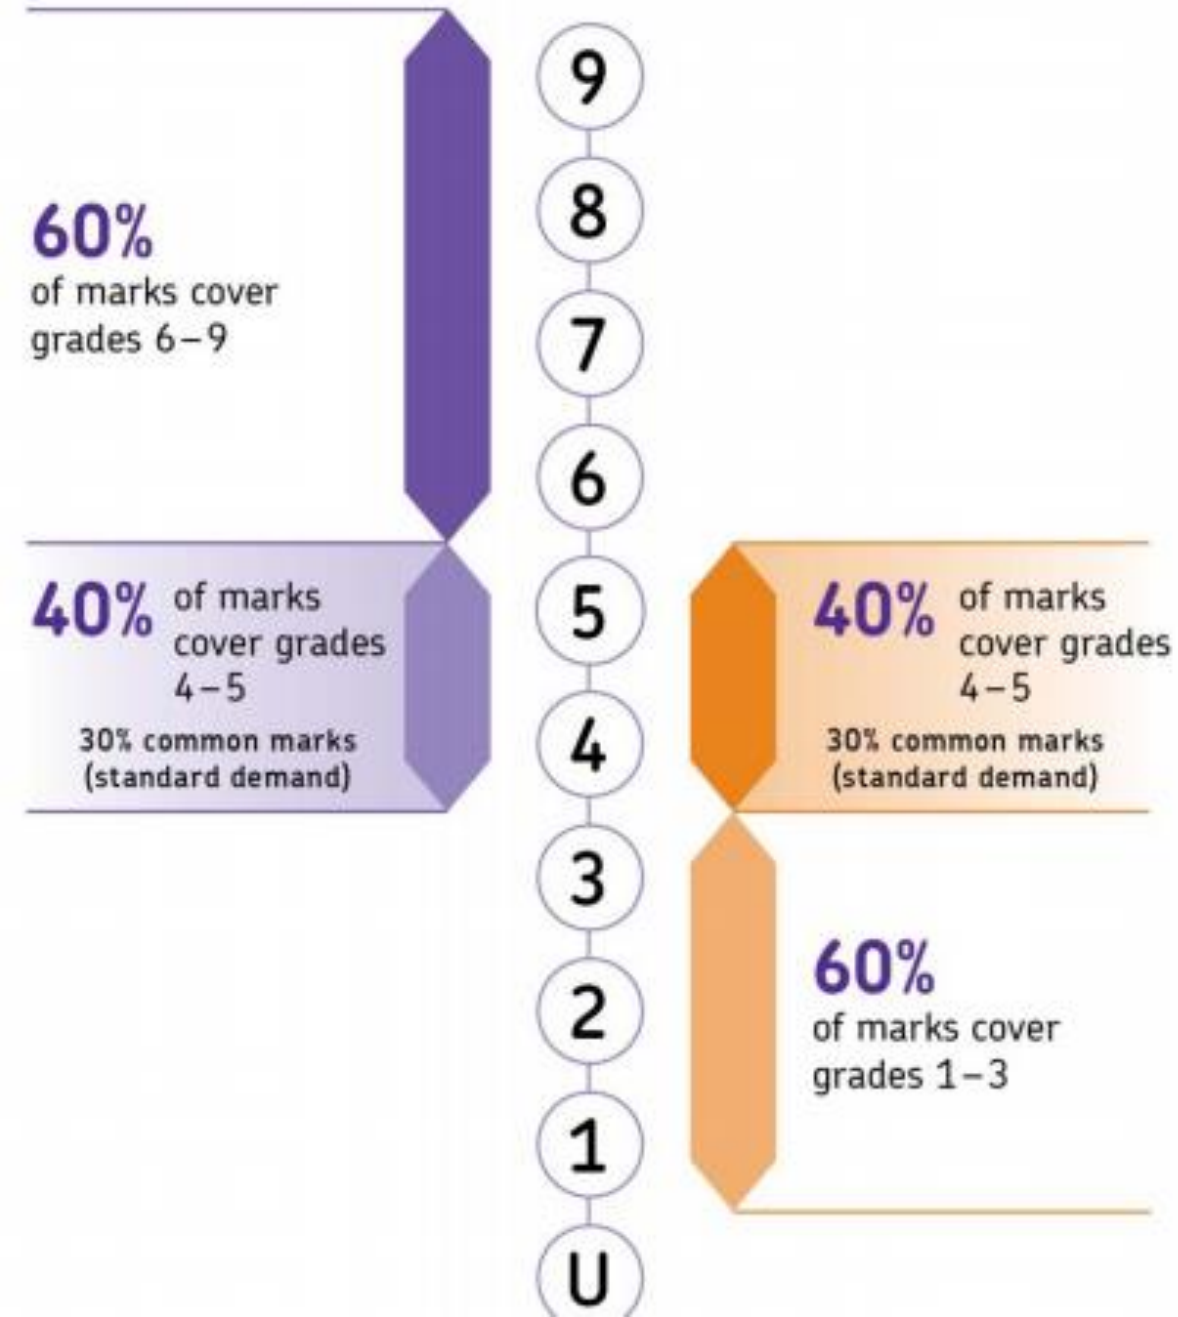 60%
of marks cover
grades 6–9
40% of marks
cover grades
4–5
30% common marks
(standard demand)
9
8
7
6
5
4
3
2
1
U
40% of marks
cover grades
4–5
30% common marks
(standard demand)
60%
of marks cover
grades 1–3